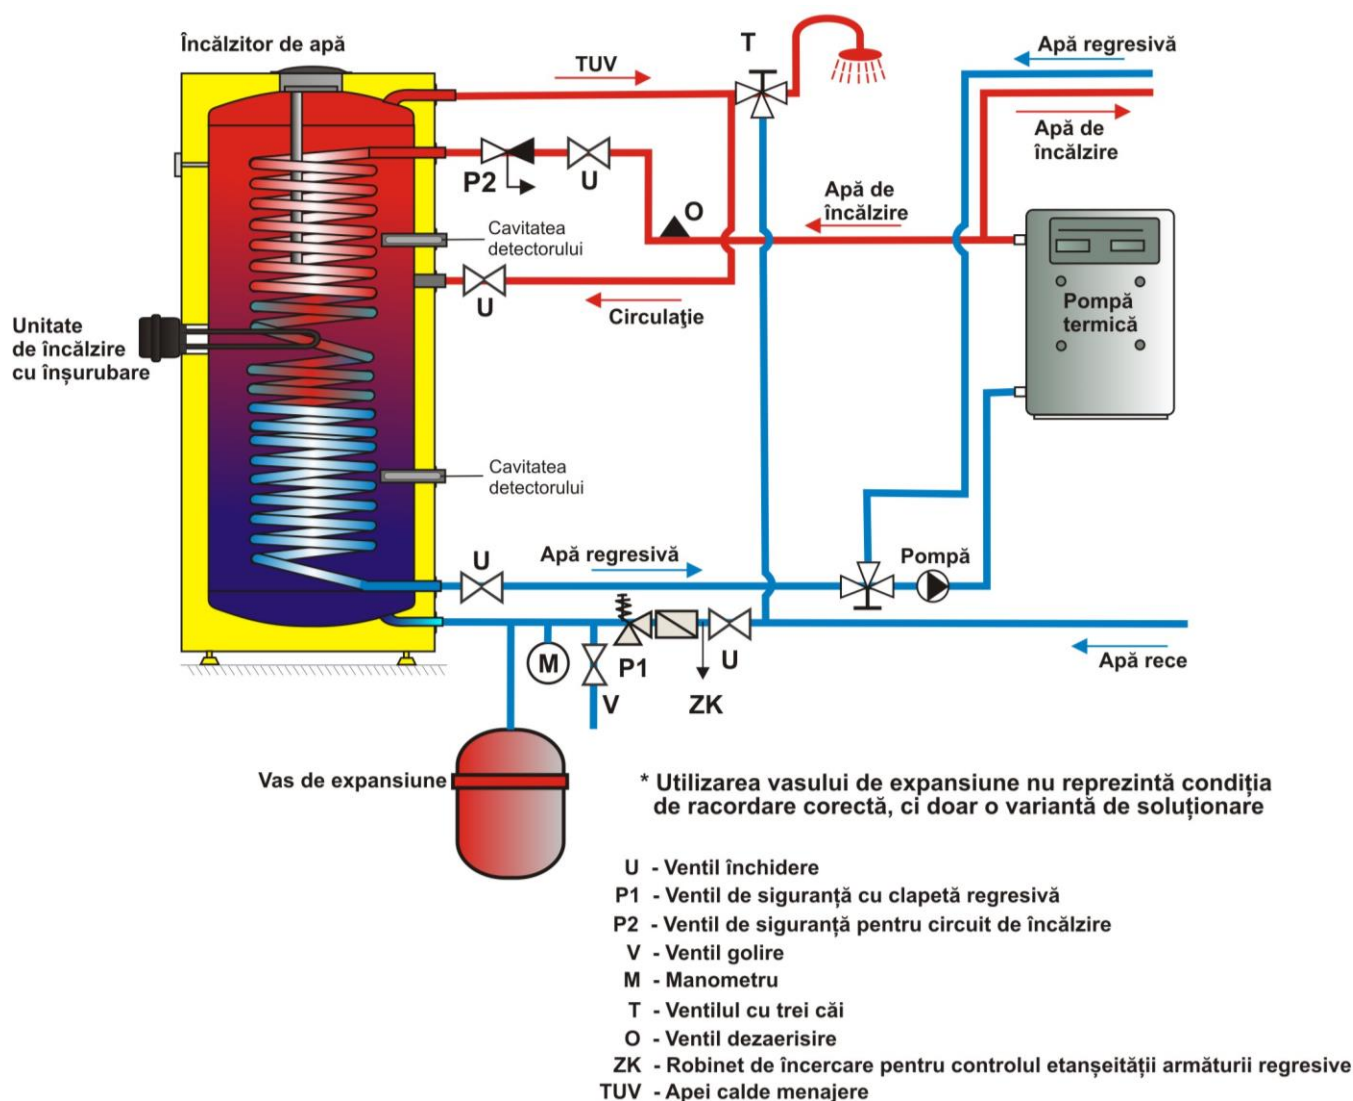 Încălzitor de apă
TUV
T
Apă regresivă
Apă de
încălzire
P2
U
O
Apă de
încălzire
Cavitatea
detectorului
U
Circulaţie
Pompă
termică
Unitate
de încălzire
cu înșurubare
Cavitatea
detectorului
U
Apă regresivă
Pompă
M
V
P1
ZK
U
Apă rece
Vas de expansiune
* Utilizarea vasului de expansiune nu reprezintă condiția
de racordare corectă, ci doar o variantă de soluționare
U - Ventil închidere
P1 - Ventil de siguranță cu clapetă regresivă
P2 - Ventil de siguranță pentru circuit de încălzire
V - Ventil golire
M - Manometru
T - Ventilul cu trei căi
O - Ventil dezaerisire
ZK - Robinet de încercare pentru controlul etanșeității armăturii regresive
TUV - Apei calde menajere